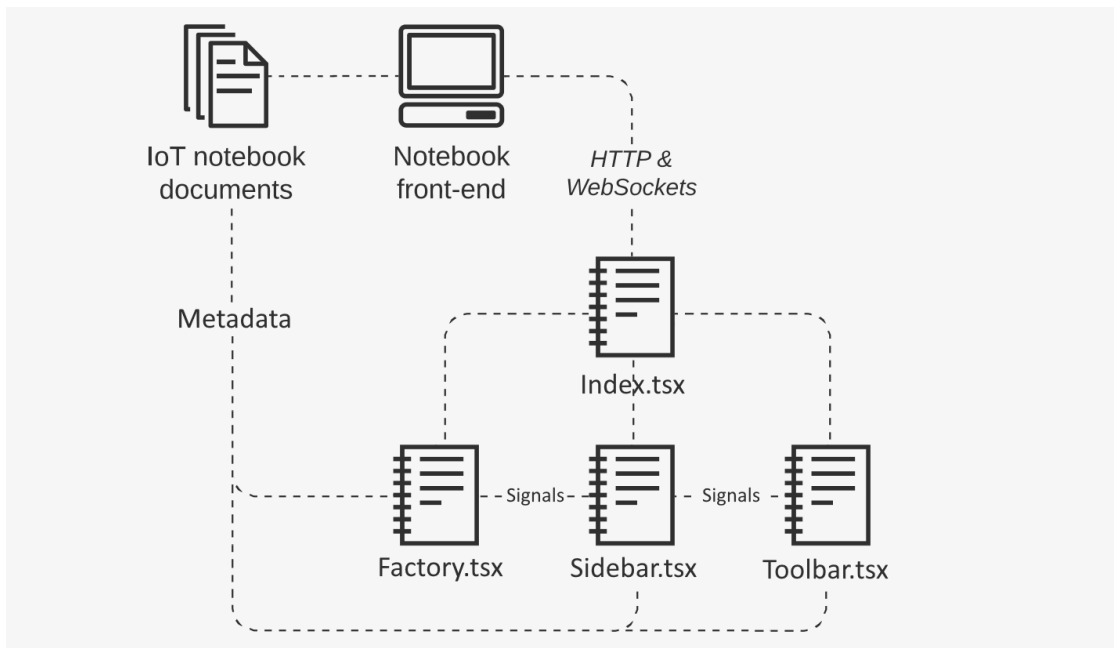 IoT notebook
documents
Notebook
front-end
HTTP &
WebSockets
Metadata
Index.tsx
Signals
Signals
Factory.tsx
Sidebar.tsx
Toolbar.tsx